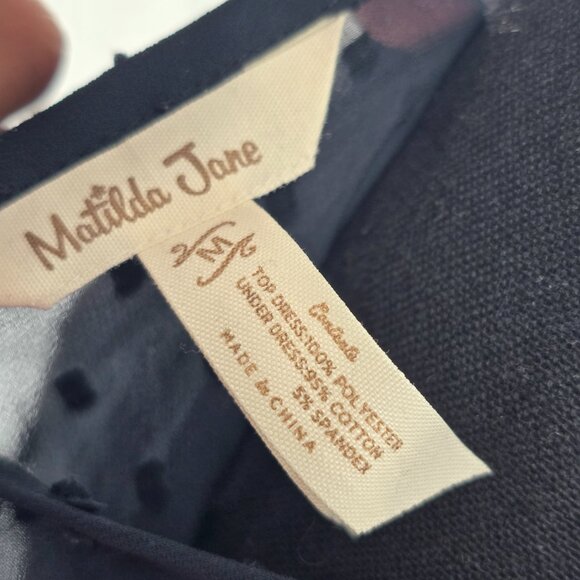 Matilda Jane
M
Contents
TOP DRESS:100% POLYESTER
UNDER DRESS:95% COTTON
5% SPANDEX
MADE in CHINA